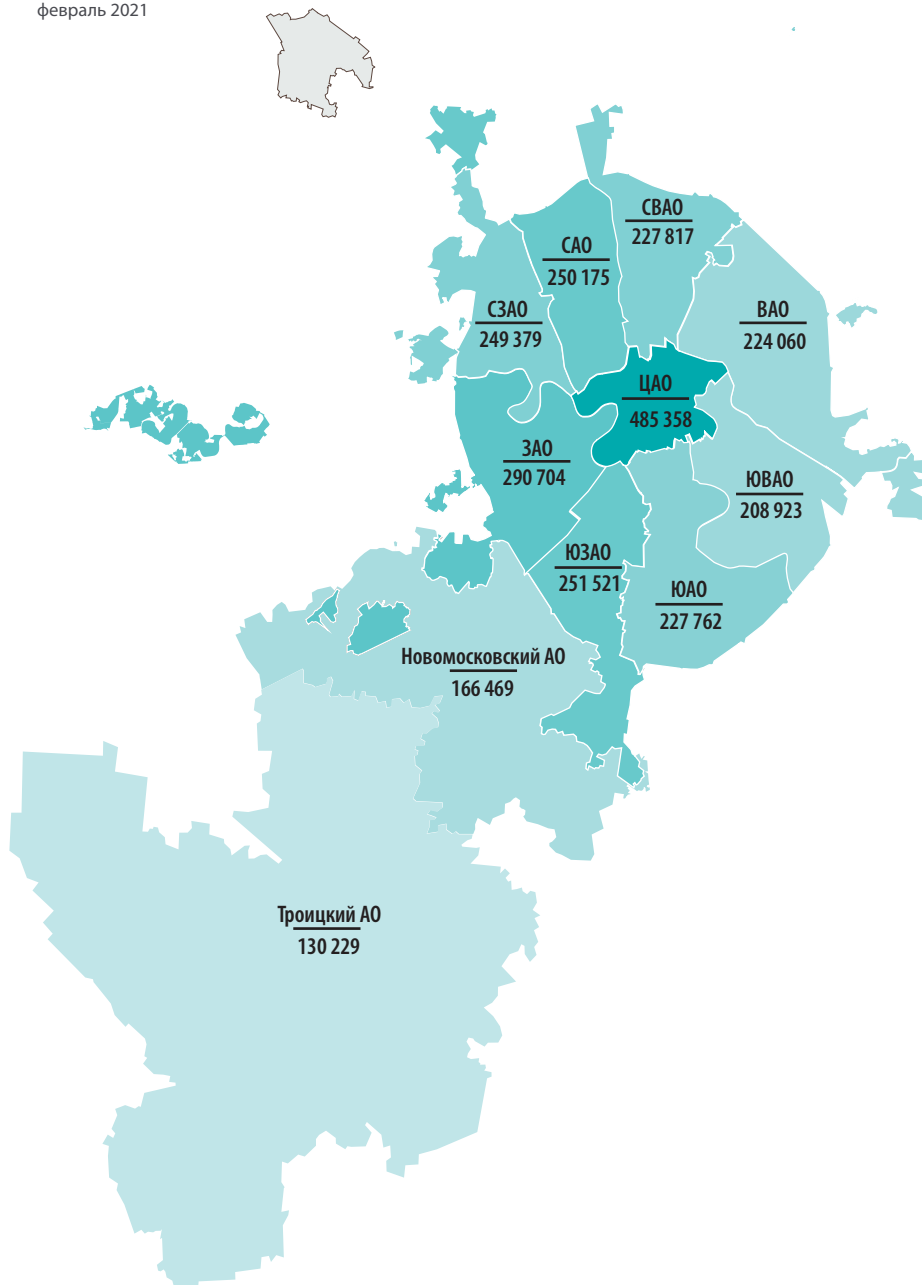 февраль 2021
СВАО
227 817
САО
250 175
СЗАО
249 379
ВАО
224 060
ЦАО
485 358
ЗАО
290 704
ЮВАО
208 923
ЮЗАО
251 521
ЮАО
227 762
Новомосковский АО
166 469
Троицкий АО
130 229